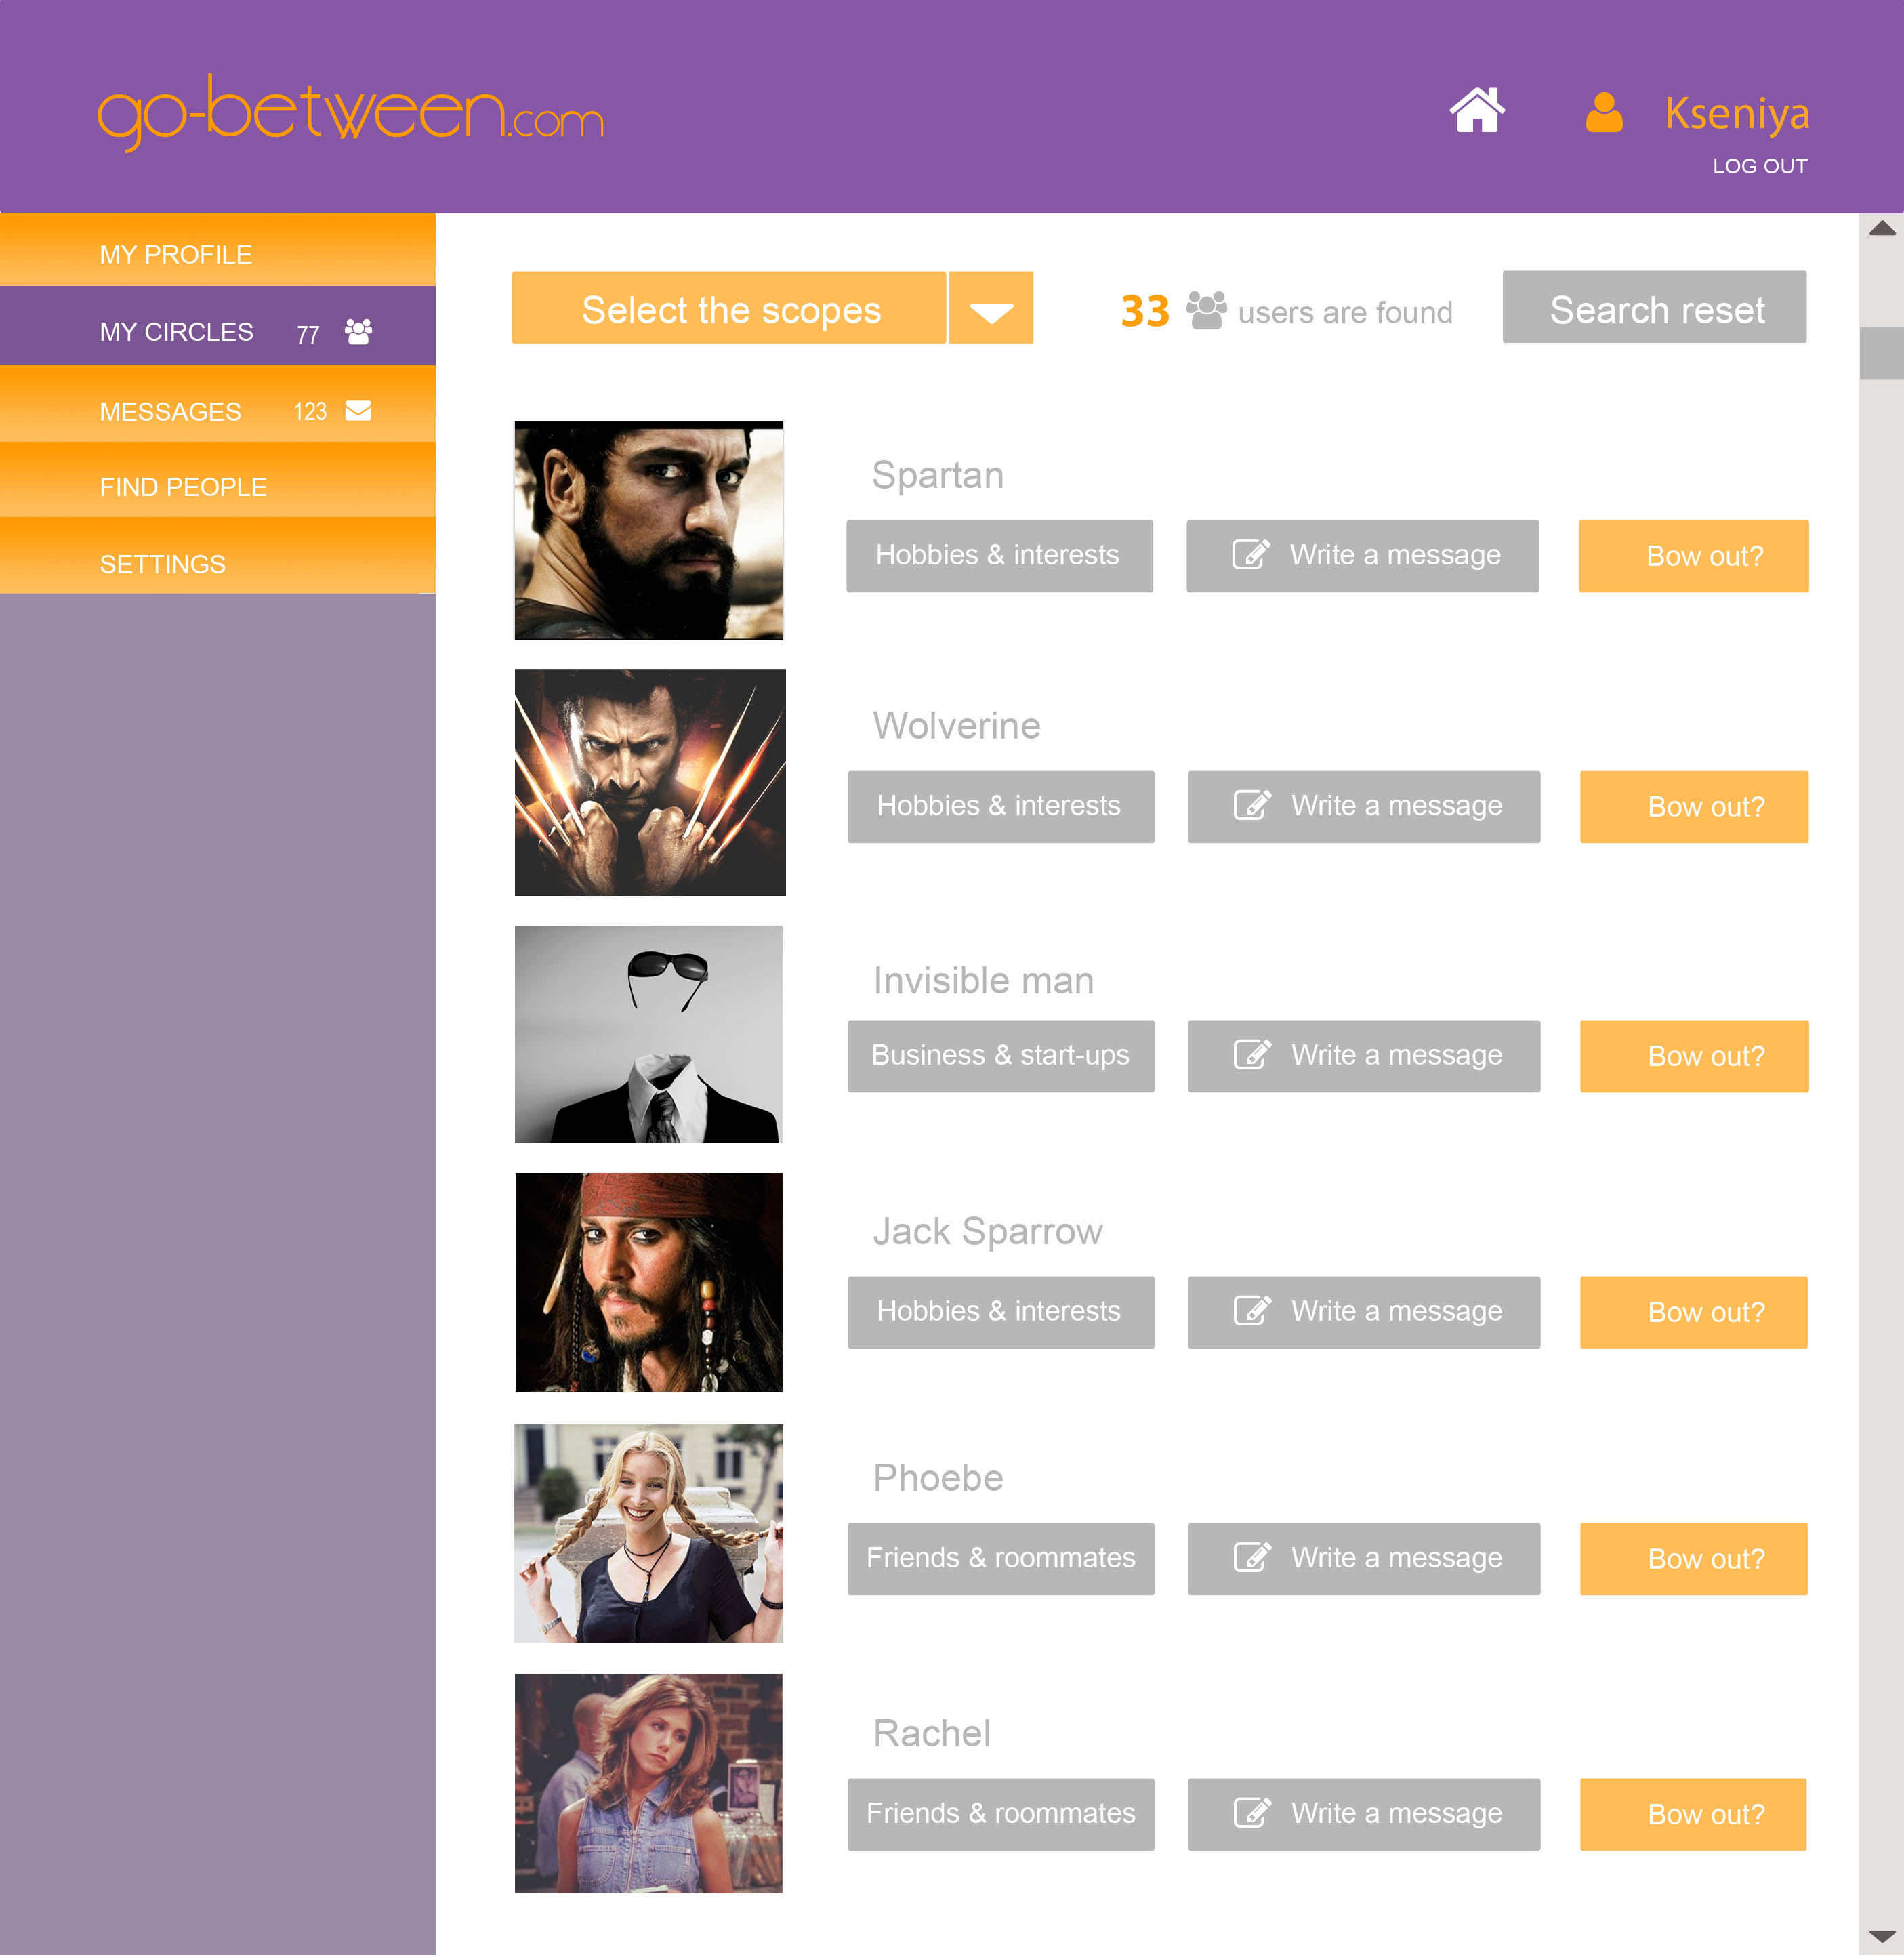 go-between.com
Kseniya
LOG OUT
MY PROFILE
MY CIRCLES 77
MESSAGES 123
FIND PEOPLE
SETTINGS
Select the scopes
33 users are found
Search reset
Spartan
Hobbies & interests Write a message Bow out?
Wolverine
Hobbies & interests Write a message Bow out?
Invisible man
Business & start-ups Write a message Bow out?
Jack Sparrow
Hobbies & interests Write a message Bow out?
Phoebe
Friends & roommates Write a message Bow out?
Rachel
Friends & roommates Write a message Bow out?